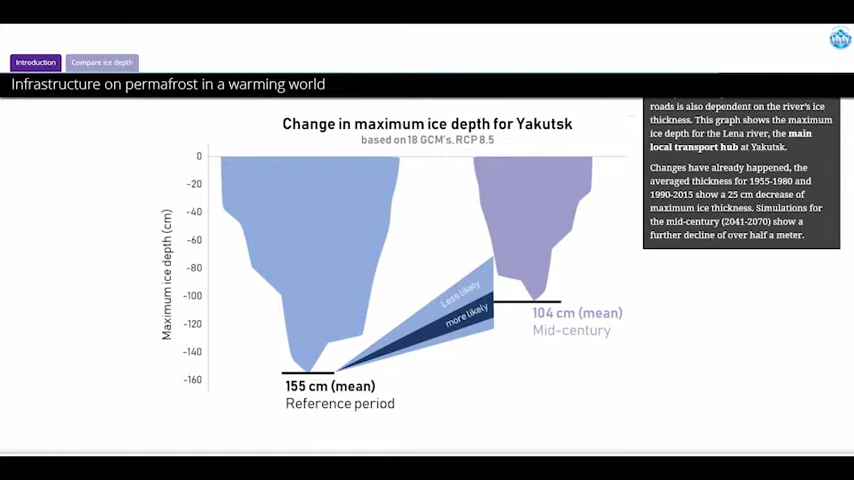 Introduction
Compare ice depth
Infrastructure on permafrost in a warming world
roads is also dependent on the river's ice
thickness. This graph shows the maximum
ice depth for the Lena river, the main
local transport hub at Yakutsk.
Changes have already happened, the
averaged thickness for 1955-1980 and
1990-2015 show a 25 cm decrease of
maximum ice thickness. Simulations for
the mid-century (2041-2070) show a
further decline of over half a meter.
Change in maximum ice depth for Yakutsk
based on 18 GCM's, RCP 8.5
Maximum ice depth (cm)
0
-20
-40
-60
-80
-100
-120
-140
-160
Less likely
more likely
104 cm (mean)
Mid-century
155 cm (mean)
Reference period